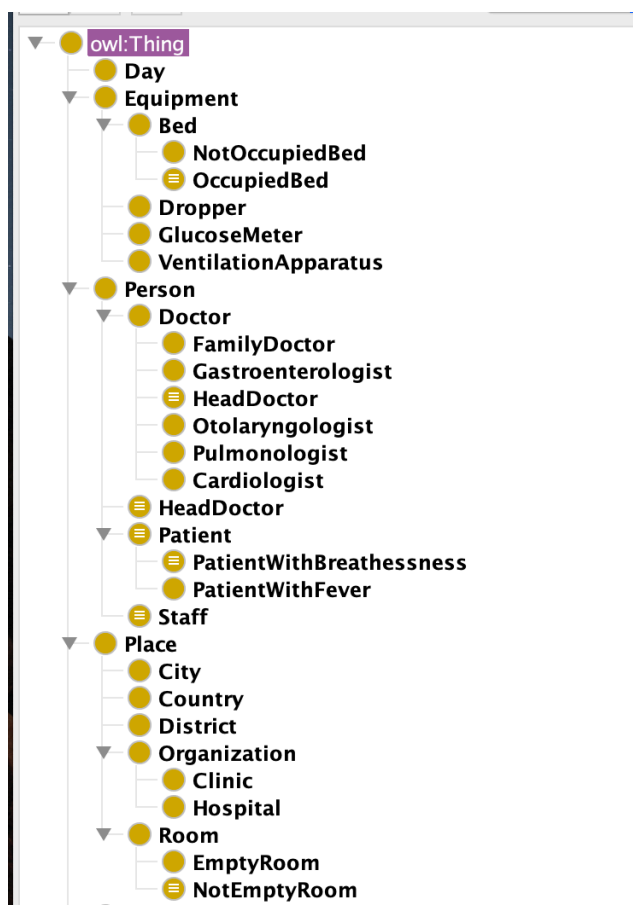 owl:Thing
Day
Equipment
Bed
NotOccupiedBed
OccupiedBed
Dropper
GlucoseMeter
VentilationApparatus
Person
Doctor
FamilyDoctor
Gastroenterologist
HeadDoctor
Otolaryngologist
Pulmonologist
Cardiologist
HeadDoctor
Patient
PatientWithBreathessness
PatientWithFever
Staff
Place
City
Country
District
Organization
Clinic
Hospital
Room
EmptyRoom
NotEmptyRoom